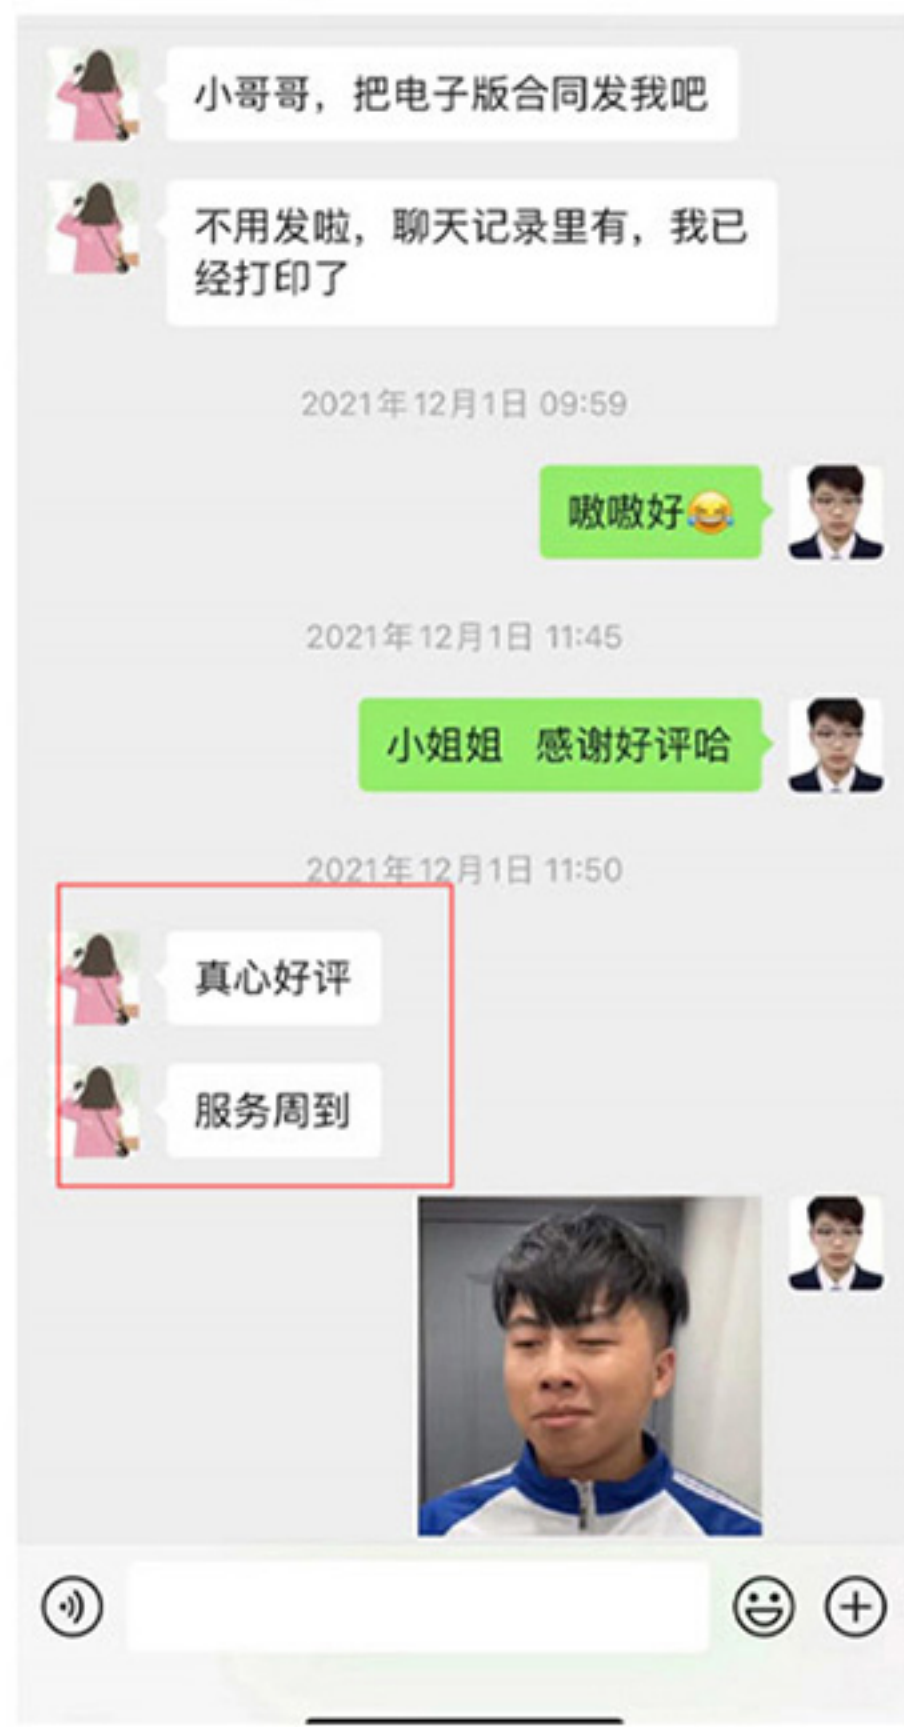 小哥哥，把电子版合同发我吧
不用发啦，聊天记录里有，我已
经打印了
2021年12月1日 09:59
嗷嗷好😂
2021年12月1日 11:45
小姐姐 感谢好评哈
2021年12月1日 11:50
真心好评
服务周到